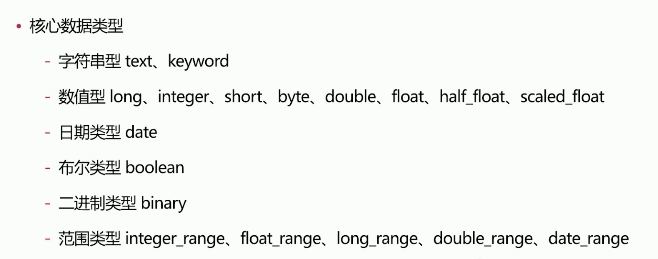 • 核心数据类型
- 字符串型 text、keyword
- 数值型 long、integer、short、byte、double、float、half_float、scaled_float
- 日期类型 date
- 布尔类型 boolean
- 二进制类型 binary
- 范围类型 integer_range、float_range、long_range、double_range、date_range